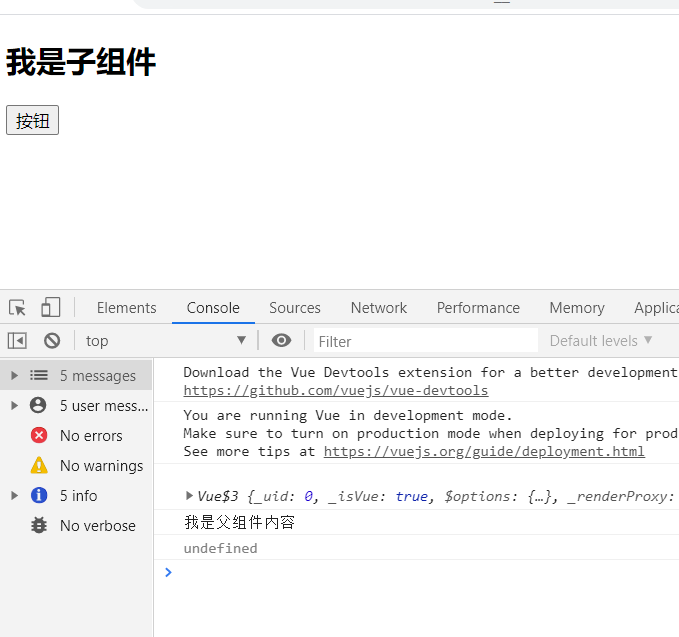 我是子组件
按钮
Elements Console Sources Network Performance Memory Applica
top Filter Default levels
5 messages
5 user mess...
No errors
No warnings
5 info
No verbose
Download the Vue Devtools extension for a better development
https://github.com/vuejs/vue-devtools
You are running Vue in development mode.
Make sure to turn on production mode when deploying for prod
See more tips at https://vuejs.org/guide/deployment.html
Vue$3 {_uid: 0, _isVue: true, $options: {…}, _renderProxy:
我是父组件内容
undefined